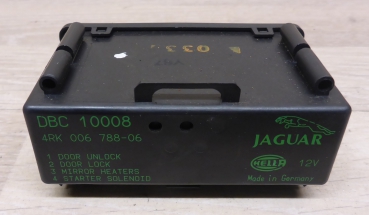 DBC 10008
4RK 006 788-06
1 DOOR UNLOCK
2 DOOR LOCK
3 MIRROR HEATERS
4 STARTER SOLENOID
JAGUAR
HELLA 12V
Made in Germany